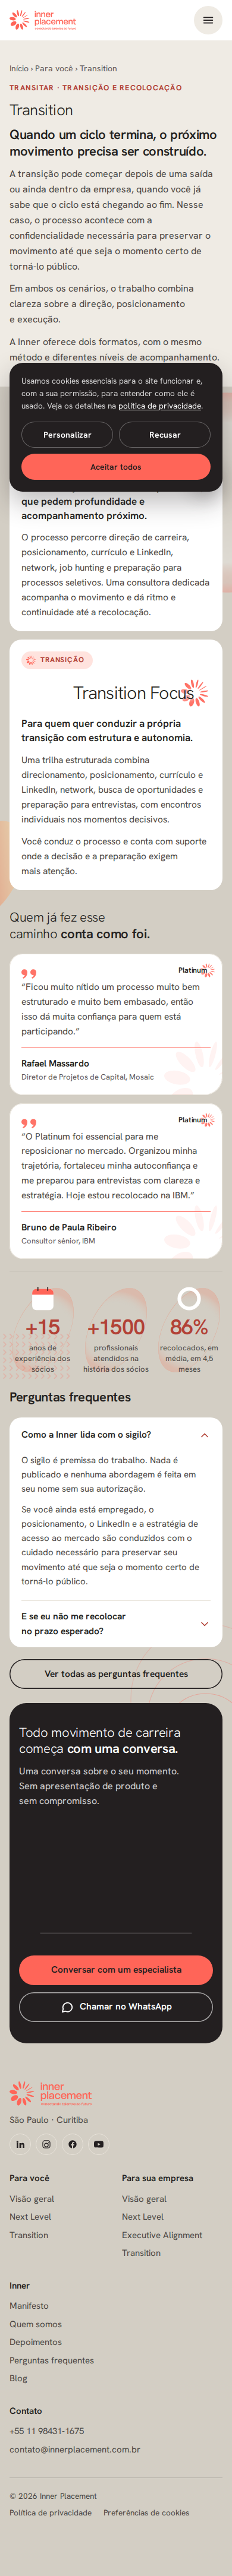 inner
placement
Início › Para você › Transition
TRANSITAR · TRANSIÇÃO E RECOLOCAÇÃO
Transition
Quando um ciclo termina, o próximo
movimento precisa ser construído.
A transição pode começar depois de uma saída
ou ainda dentro da empresa, quando você já
sabe que o ciclo está chegando ao fim. Nesse
caso, o processo acontece com a
confidencialidade necessária para preservar o
movimento até que seja o momento certo de
torná-lo público.
Em ambos os cenários, o trabalho combina
clareza sobre a direção, posicionamento
e execução.
A Inner oferece dois formatos, com o mesmo
método e diferentes níveis de acompanhamento.
Usamos cookies essenciais para o site funcionar e,
com a sua permissão, para entender como ele é
usado. Veja os detalhes na política de privacidade.
Personalizar
Recusar
Aceitar todos
que pedem profundidade e
acompanhamento próximo.
O processo percorre direção de carreira,
posicionamento, currículo e LinkedIn,
network, job hunting e preparação para
processos seletivos. Uma consultora dedicada
acompanha o movimento e dá ritmo e
continuidade até a recolocação.
TRANSIÇÃO
Transition Focus
Para quem quer conduzir a própria
transição com estrutura e autonomia.
Uma trilha estruturada combina
direcionamento, posicionamento, currículo e
LinkedIn, network, busca de oportunidades e
preparação para entrevistas, com encontros
individuais nos momentos decisivos.
Você conduz o processo e conta com suporte
onde a decisão e a preparação exigem
mais atenção.
Quem já fez esse
caminho conta como foi.
Platinum
“Ficou muito nítido um processo muito bem
estruturado e muito bem embasado, então
isso dá muita confiança para quem está
participando.”
Rafael Massardo
Diretor de Projetos de Capital, Mosaic
Platinum
“O Platinum foi essencial para me
reposicionar no mercado. Organizou minha
trajetória, fortaleceu minha autoconfiança e
me preparou para entrevistas com clareza e
estratégia. Hoje estou recolocado na IBM.”
Bruno de Paula Ribeiro
Consultor sênior, IBM
+15
anos de
experiência dos
sócios
+1500
profissionais
atendidos na
história dos sócios
86%
recolocados, em
média, em 4,5
meses
Perguntas frequentes
Como a Inner lida com o sigilo?
O sigilo é premissa do trabalho. Nada é
publicado e nenhuma abordagem é feita em
seu nome sem sua autorização.
Se você ainda está empregado, o
posicionamento, o LinkedIn e a estratégia de
acesso ao mercado são conduzidos com o
cuidado necessário para preservar seu
movimento até que seja o momento certo de
torná-lo público.
E se eu não me recolocar
no prazo esperado?
Ver todas as perguntas frequentes
Todo movimento de carreira
começa com uma conversa.
Uma conversa sobre o seu momento.
Sem apresentação de produto e
sem compromisso.
Conversar com um especialista
Chamar no WhatsApp
inner
placement
São Paulo · Curitiba
Para você
Visão geral
Next Level
Transition
Para sua empresa
Visão geral
Next Level
Executive Alignment
Transition
Inner
Manifesto
Quem somos
Depoimentos
Perguntas frequentes
Blog
Contato
+55 11 98431-1675
contato@innerplacement.com.br
© 2026 Inner Placement
Política de privacidade
Preferências de cookies